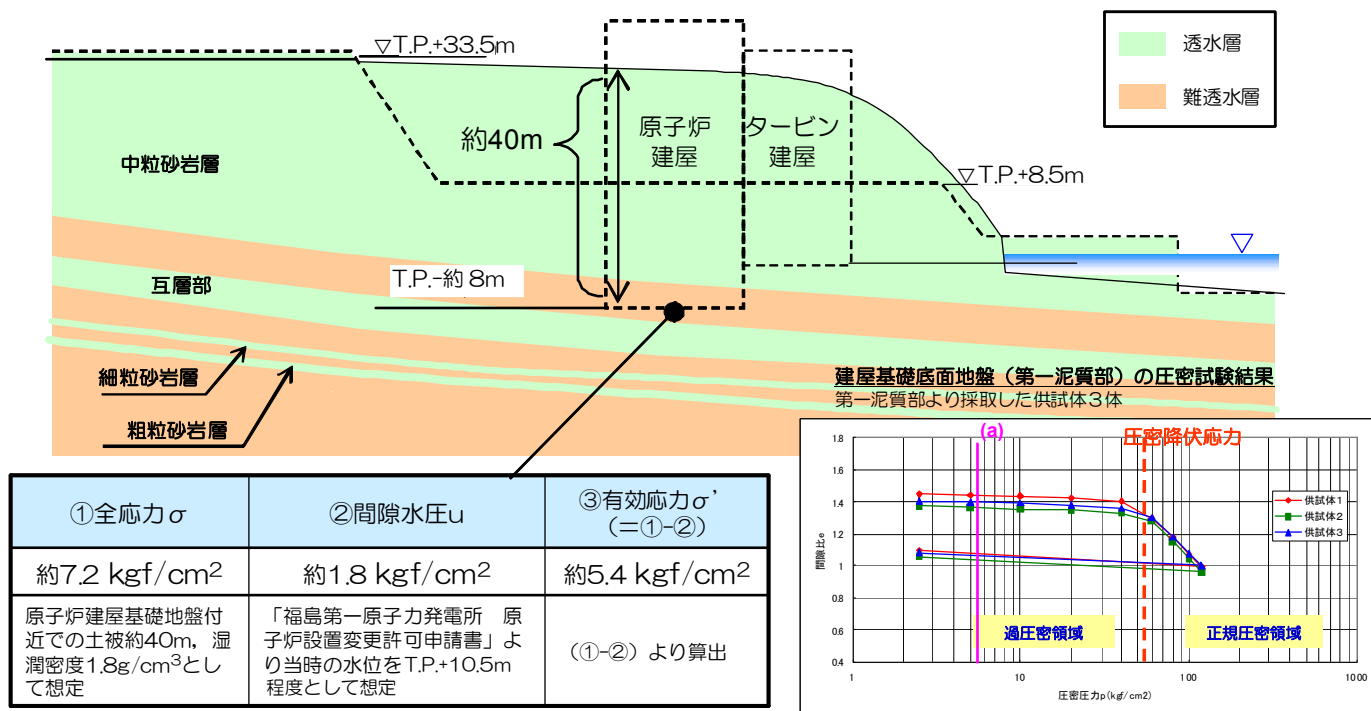 ▽T.P.+33.5m
透水層
難透水層
約40m
原子炉
建屋
タービン
建屋
中粒砂岩層
▽T.P.+8.5m
▽
T.P.-約8m
互層部
細粒砂岩層
粗粒砂岩層
建屋基礎底面地盤（第一泥質部）の圧密試験結果
第一泥質部より採取した供試体3体
①全応力σ
②間隙水圧u
③有効応力σ’
（＝①-②）
約7.2 kgf/cm2
約1.8 kgf/cm2
約5.4 kgf/cm2
原子炉建屋基礎地盤付
近での土被約40m，湿
潤密度1.8g/cm3とし
て想定
「福島第一原子力発電所　原
子炉設置変更許可申請書」よ
り当時の水位をT.P.+10.5m
程度として想定
（①-②）より算出
(a)
圧密降伏応力
1.8
1.6
1.4
1.2
1
0.8
0.6
0.4
間隙比e
供試体1
供試体2
供試体3
過圧密領域
正規圧密領域
1
10
100
1000
圧密圧力p(kgf/cm2)